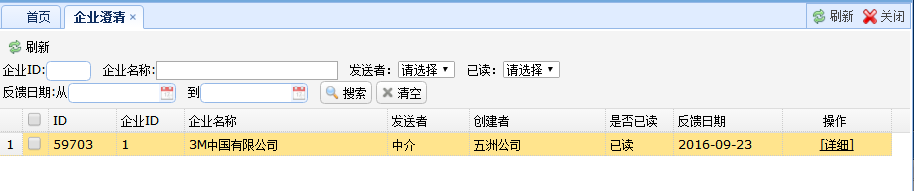 首页 企业澄清 × 刷新 关闭
刷新
企业ID: 企业名称: 发送者： 请选择 已读： 请选择
反馈日期:从 到 搜索 清空
ID 企业ID 企业名称 发送者 创建者 是否已读 反馈日期 操作
1 59703 1 3M中国有限公司 中介 五洲公司 已读 2016-09-23 [详细]